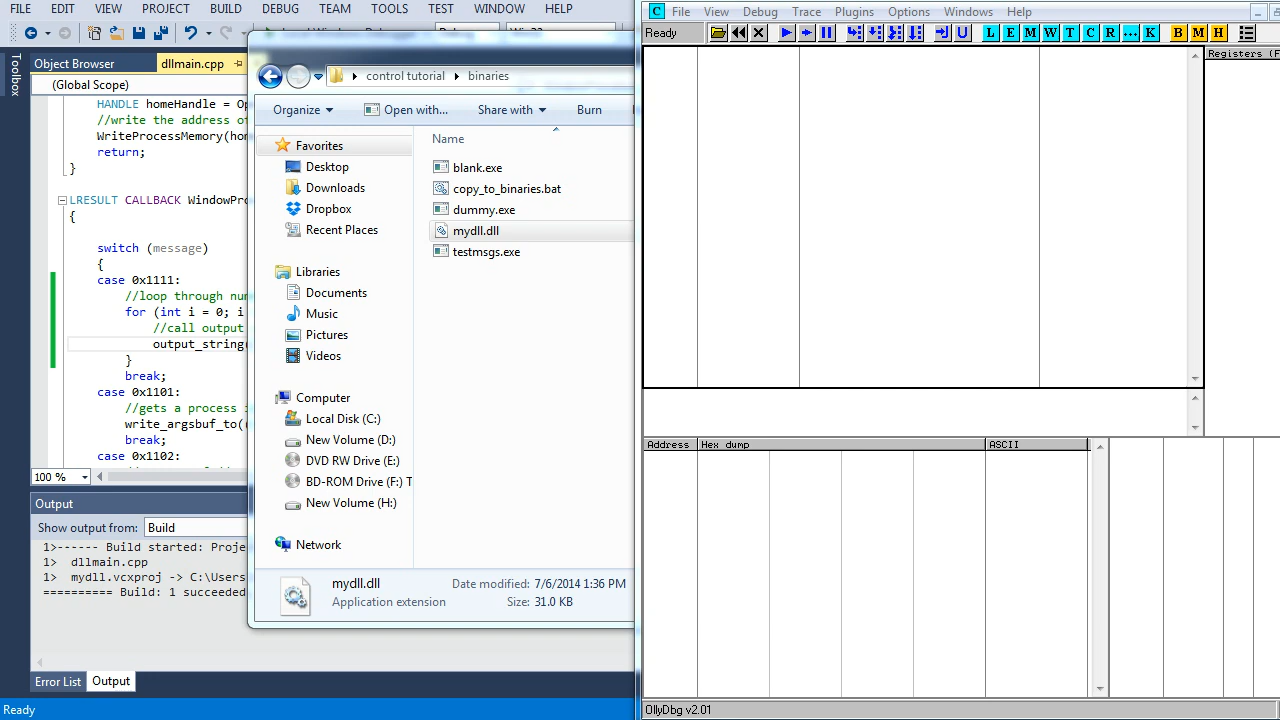 FILE EDIT VIEW PROJECT BUILD DEBUG TEAM TOOLS TEST WINDOW HELP
Toolbox
Object Browser
dllmain.cpp
(Global Scope)
//write the address of
WriteProcessMemory(
return;
}
LRESULT CALLBACK
{
switch (message)
{
case 0x1111:
//loop through
for (int i = 0; i
//call output
output_string(
}
break;
case 0x1101:
//gets a process
write_argsbuf_to(
break;
case 0x1102:
100 %
Output
Show output from: Build
1>------ Build started:
1> dllmain.cpp
1> mydll.vcxproj -> C:\Users
========== Build: 1 succeeded
Error List Output
Ready
control tutorial binaries
Organize Open with... Share with Burn
Name
Favorites
Desktop
Downloads
Dropbox
Recent Places
Libraries
Documents
Music
Pictures
Videos
Computer
Local Disk (C:)
New Volume (D:)
DVD RW Drive (E:)
BD-ROM Drive (F:) T
New Volume (H:)
Network
blank.exe
copy_to_binaries.bat
dummy.exe
mydll.dll
testmsgs.exe
mydll.dll
Application extension
Date modified: 7/6/2014 1:36 PM
Size: 31.0 KB
C File View Debug Trace Plugins Options Windows Help
Ready
U L E M W T C R ... K B M H
Registers (F
Address Hex dump ASCII
OllyDbg v2.01